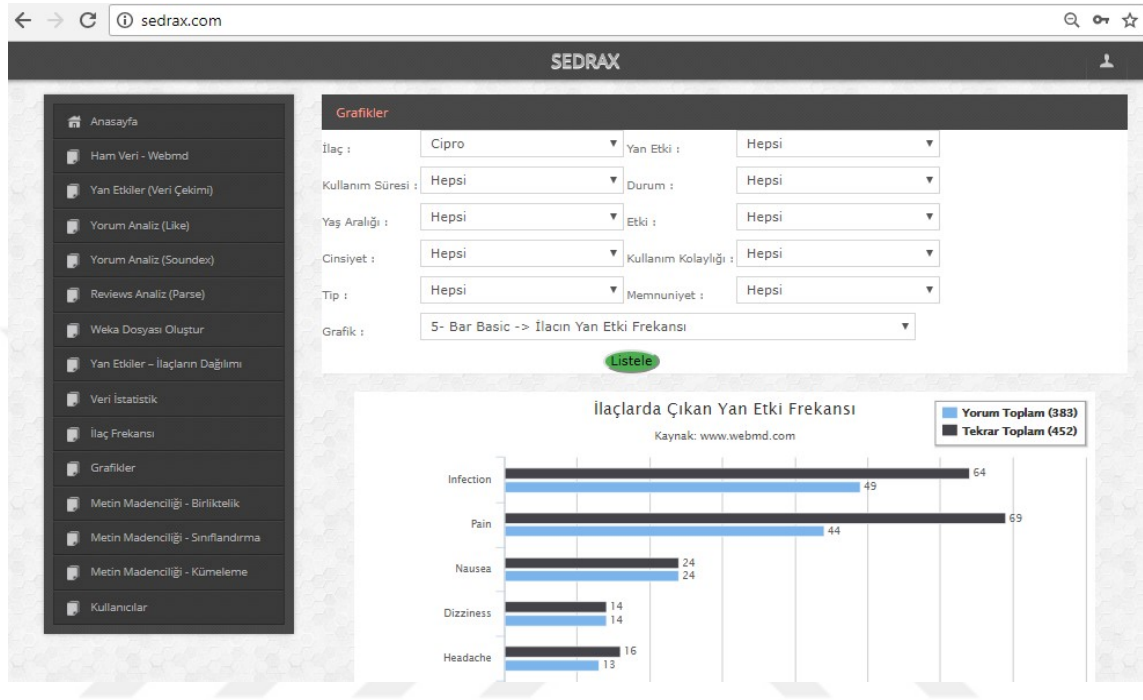 sedrax.com
SEDRAX
Anasayfa
Ham Veri - Webmd
Yan Etkiler (Veri Çekimi)
Yorum Analiz (Like)
Yorum Analiz (Soundex)
Reviews Analiz (Parse)
Weka Dosyası Oluştur
Yan Etkiler – İlaçların Dağılımı
Veri İstatistik
İlaç Frekansı
Grafikler
Metin Madenciliği - Birliktelik
Metin Madenciliği - Sınıflandırma
Metin Madenciliği - Kümeleme
Kullanıcılar
Grafikler
İlaç : Cipro Yan Etki : Hepsi
Kullanım Süresi : Hepsi Durum : Hepsi
Yaş Aralığı : Hepsi Etki : Hepsi
Cinsiyet : Hepsi Kullanım Kolaylığı : Hepsi
Tip : Hepsi Memnuniyet : Hepsi
Grafik : 5- Bar Basic -> İlacın Yan Etki Frekansı
Listele
İlaçlarda Çıkan Yan Etki Frekansı
Kaynak: www.webmd.com
Yorum Toplam (383)
Tekrar Toplam (452)
Infection 64
49
Pain 69
44
Nausea 24
24
Dizziness 14
14
Headache 16
13